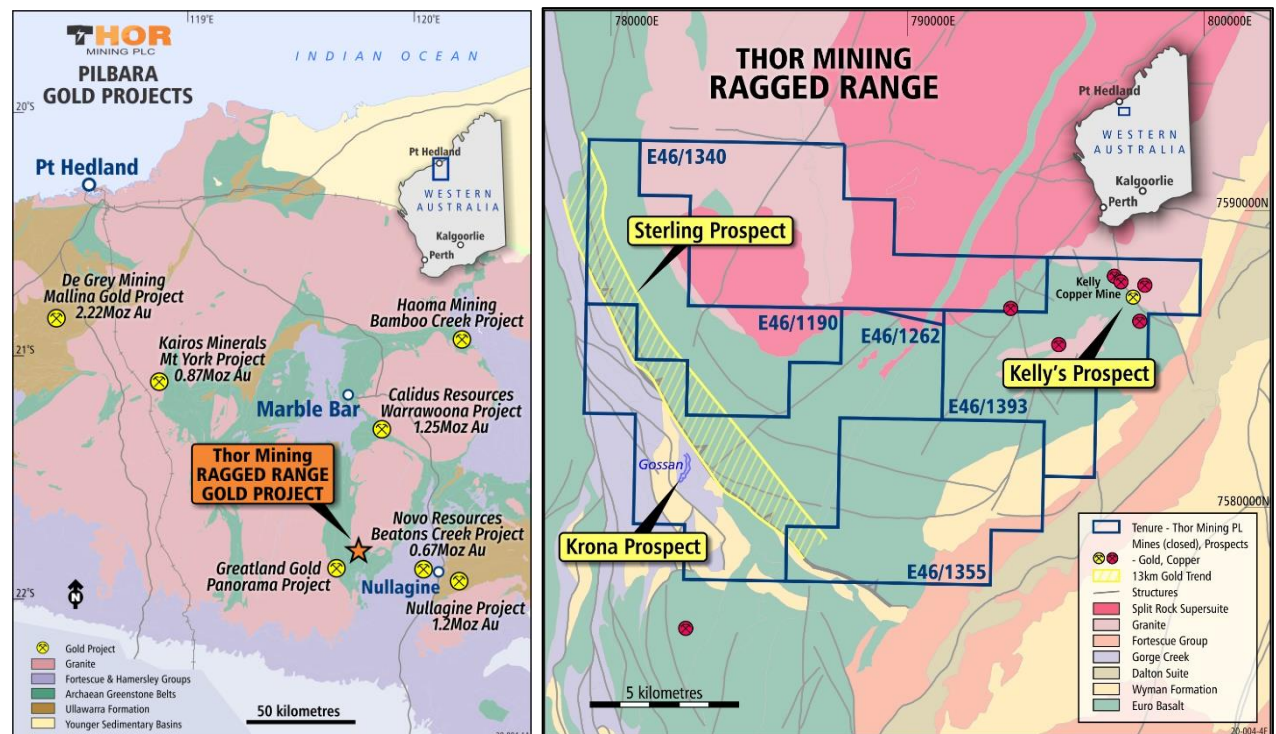 THOR
MINING PLC
PILBARA
GOLD PROJECTS
119°E
120°E
INDIAN OCEAN
20°S
21°S
22°S
Pt Hedland
Pt Hedland
WESTERN
AUSTRALIA
Kalgoorlie
Perth
De Grey Mining
Mallina Gold Project
2.22Moz Au
Haoma Mining
Bamboo Creek Project
Kairos Minerals
Mt York Project
0.87Moz Au
Calidus Resources
Warrawoona Project
1.25Moz Au
Marble Bar
Thor Mining
RAGGED RANGE
GOLD PROJECT
Novo Resources
Beatons Creek Project
0.67Moz Au
Greatland Gold
Panorama Project
Nullagine
Nullagine Project
1.2Moz Au
N
Gold Project
Granite
Fortescue & Hamersley Groups
Archaean Greenstone Belts
Ullawarra Formation
Younger Sedimentary Basins
50 kilometres
780000E
790000E
800000E
THOR MINING
RAGGED RANGE
Pt Hedland
WESTERN
AUSTRALIA
Kalgoorlie
Perth
7590000N
7580000N
E46/1340
Sterling Prospect
E46/1190
E46/1262
Kelly
Copper Mine
Kelly's Prospect
E46/1393
Gossan
Krona Prospect
E46/1355
5 kilometres
Tenure - Thor Mining PL
Mines (closed), Prospects
- Gold, Copper
13km Gold Trend
Structures
Split Rock Supersuite
Granite
Fortescue Group
Gorge Creek
Dalton Suite
Wyman Formation
Euro Basalt
20-004-4F